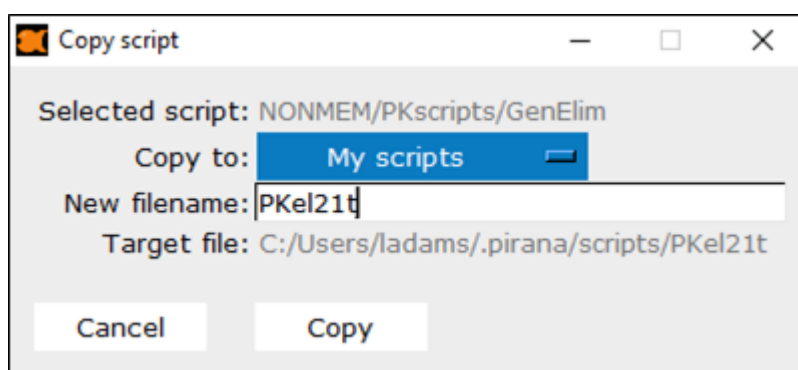 Copy script
Selected script: NONMEM/PKscripts/GenElim
Copy to: My scripts
New filename: PKel21t
Target file: C:/Users/ladams/.pirana/scripts/PKel21t
Cancel Copy